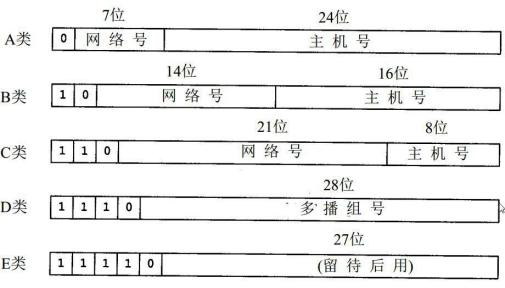 7位 24位
A类 0 网络号 主机号
14位 16位
B类 1 0 网络号 主机号
21位 8位
C类 1 1 0 网络号 主机号
28位
D类 1 1 1 0 多播组号
27位
E类 1 1 1 1 0 (留待后用)